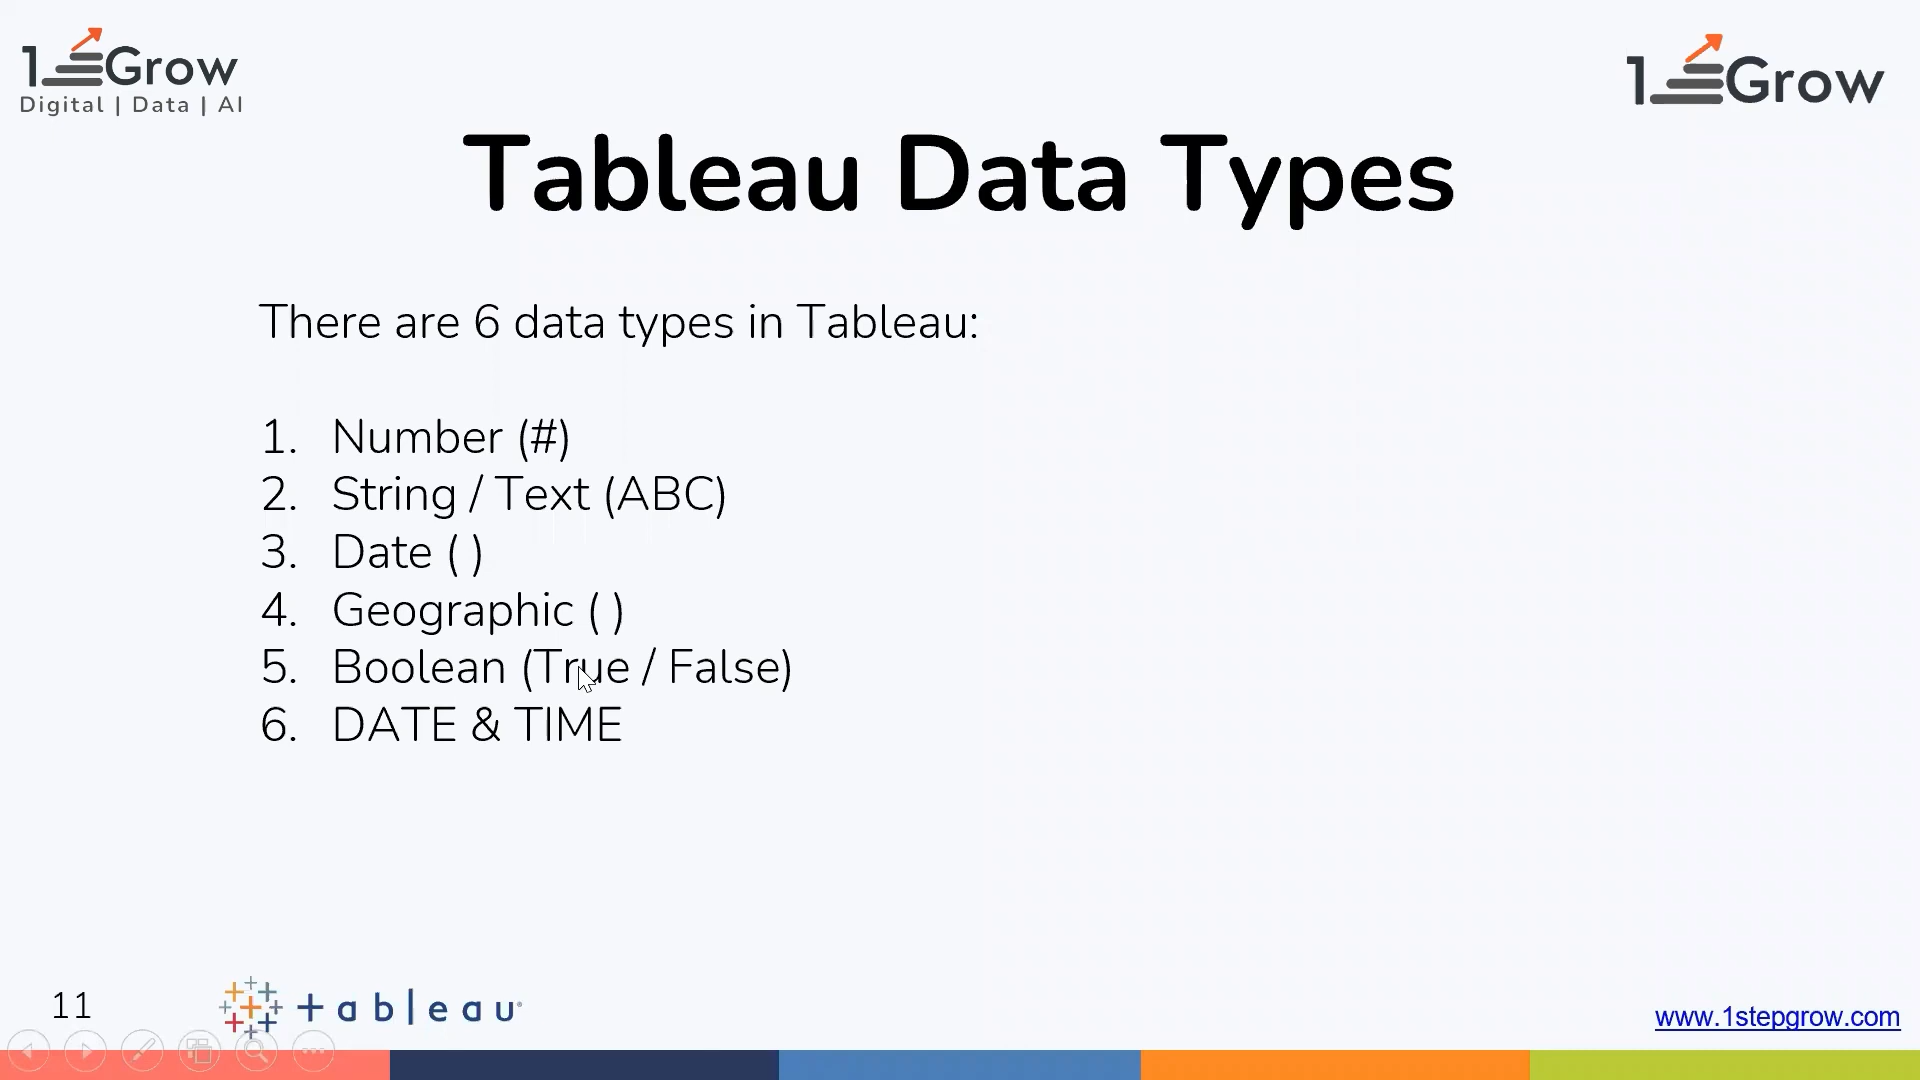 1 Grow
Digital | Data | AI
1 Grow
Tableau Data Types
There are 6 data types in Tableau:
1. Number (#)
2. String / Text (ABC)
3. Date ( )
4. Geographic ( )
5. Boolean (True / False)
6. DATE & TIME
11
+ableau®
www.1stepgrow.com